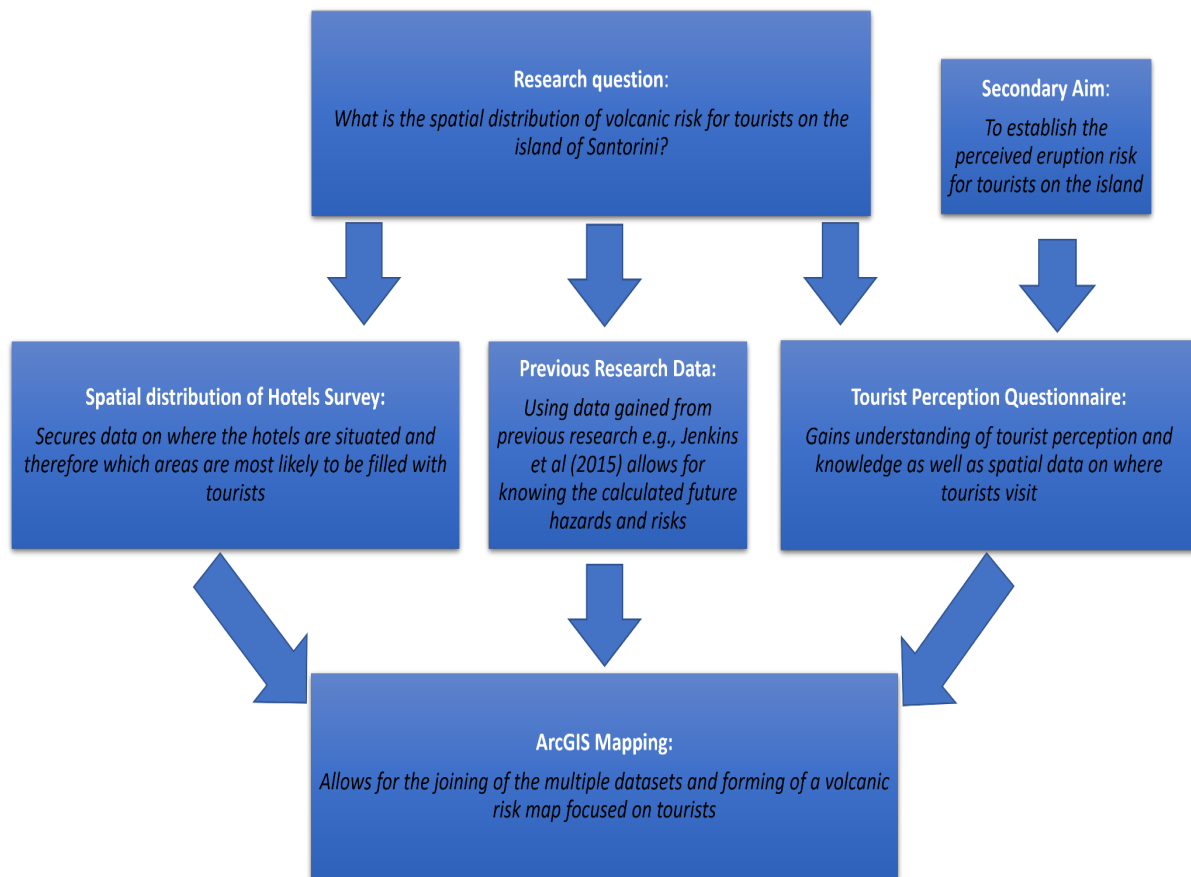 Research question:
What is the spatial distribution of volcanic risk for tourists on the
island of Santorini?
Secondary Aim:
To establish the
perceived eruption risk
for tourists on the island
Spatial distribution of Hotels Survey:
Secures data on where the hotels are situated and
therefore which areas are most likely to be filled with
tourists
Previous Research Data:
Using data gained from
previous research e.g., Jenkins
et al (2015) allows for
knowing the calculated future
hazards and risks
Tourist Perception Questionnaire:
Gains understanding of tourist perception and
knowledge as well as spatial data on where
tourists visit
ArcGIS Mapping:
Allows for the joining of the multiple datasets and forming of a volcanic
risk map focused on tourists